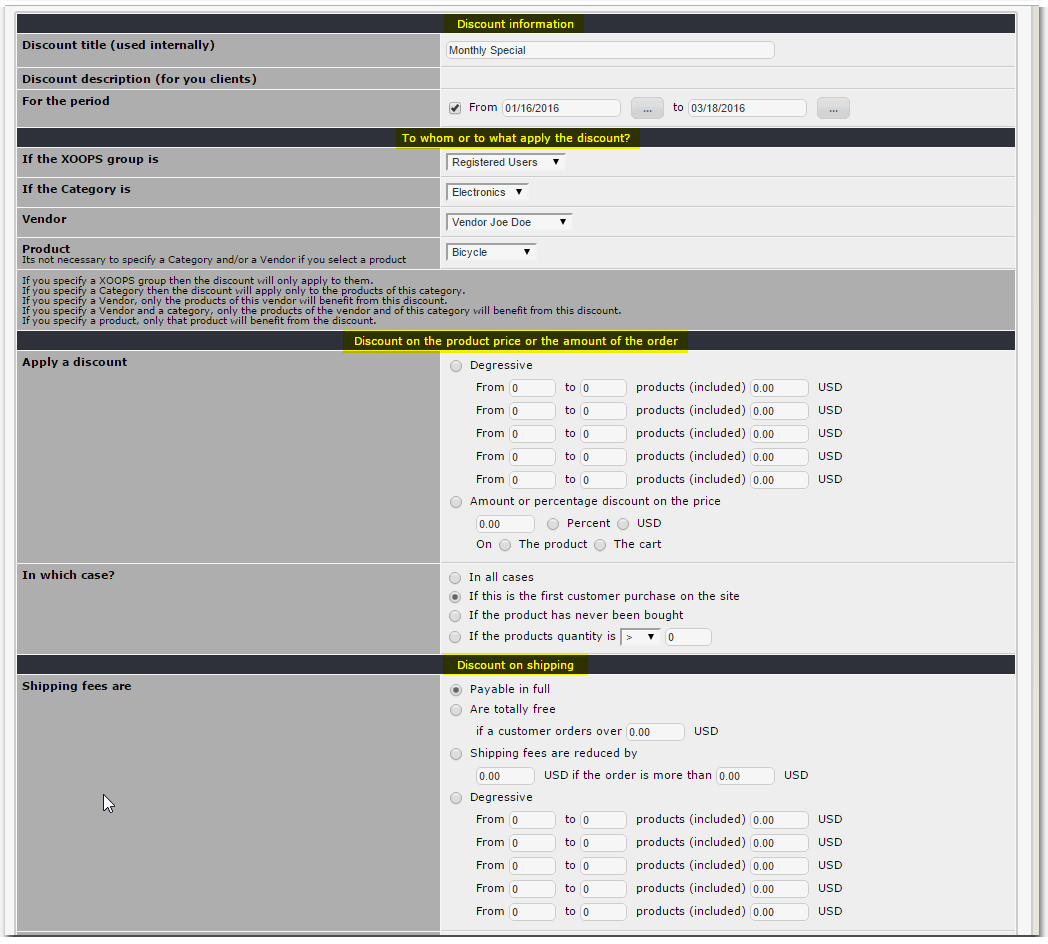 Discount information
Discount title (used internally)
Monthly Special
Discount description (for you clients)
For the period
From 01/16/2016 ... to 03/18/2016 ...
To whom or to what apply the discount?
If the XOOPS group is
Registered Users
If the Category is
Electronics
Vendor
Vendor Joe Doe
Product
Its not necessary to specify a Category and/or a Vendor if you select a product
Bicycle
If you specify a XOOPS group then the discount will only apply to them.
If you specify a Category then the discount will apply only to the products of this category.
If you specify a Vendor, only the products of this vendor will benefit from this discount.
If you specify a Vendor and a category, only the products of the vendor and of this category will benefit from this discount.
If you specify a product, only that product will benefit from the discount.
Discount on the product price or the amount of the order
Apply a discount
Degressive
From 0 to 0 products (included) 0.00 USD
From 0 to 0 products (included) 0.00 USD
From 0 to 0 products (included) 0.00 USD
From 0 to 0 products (included) 0.00 USD
From 0 to 0 products (included) 0.00 USD
Amount or percentage discount on the price
0.00 Percent USD
On The product The cart
In which case?
In all cases
If this is the first customer purchase on the site
If the product has never been bought
If the products quantity is > 0
Discount on shipping
Shipping fees are
Payable in full
Are totally free
if a customer orders over 0.00 USD
Shipping fees are reduced by
0.00 USD if the order is more than 0.00 USD
Degressive
From 0 to 0 products (included) 0.00 USD
From 0 to 0 products (included) 0.00 USD
From 0 to 0 products (included) 0.00 USD
From 0 to 0 products (included) 0.00 USD
From 0 to 0 products (included) 0.00 USD